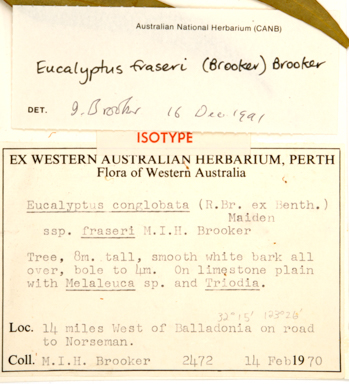 Australian National Herbarium (CANB)
Eucalyptus fraseri (Brooker) Brooker
DET. I. Brooker 16 Dec 1991
ISOTYPE
EX WESTERN AUSTRALIAN HERBARIUM, PERTH
Flora of Western Australia
Eucalyptus conglobata (R.Br. ex Benth.)
Maiden
ssp. fraseri M.I.H. Brooker
Tree, 8m. tall, smooth white bark all
over, bole to 4m. On limestone plain
with Melaleuca sp. and Triodia.
32°15' 123°28'
Loc. 14 miles West of Balladonia on road
to Norseman.
Coll. M.I.H. Brooker 2472 14 Feb 1970